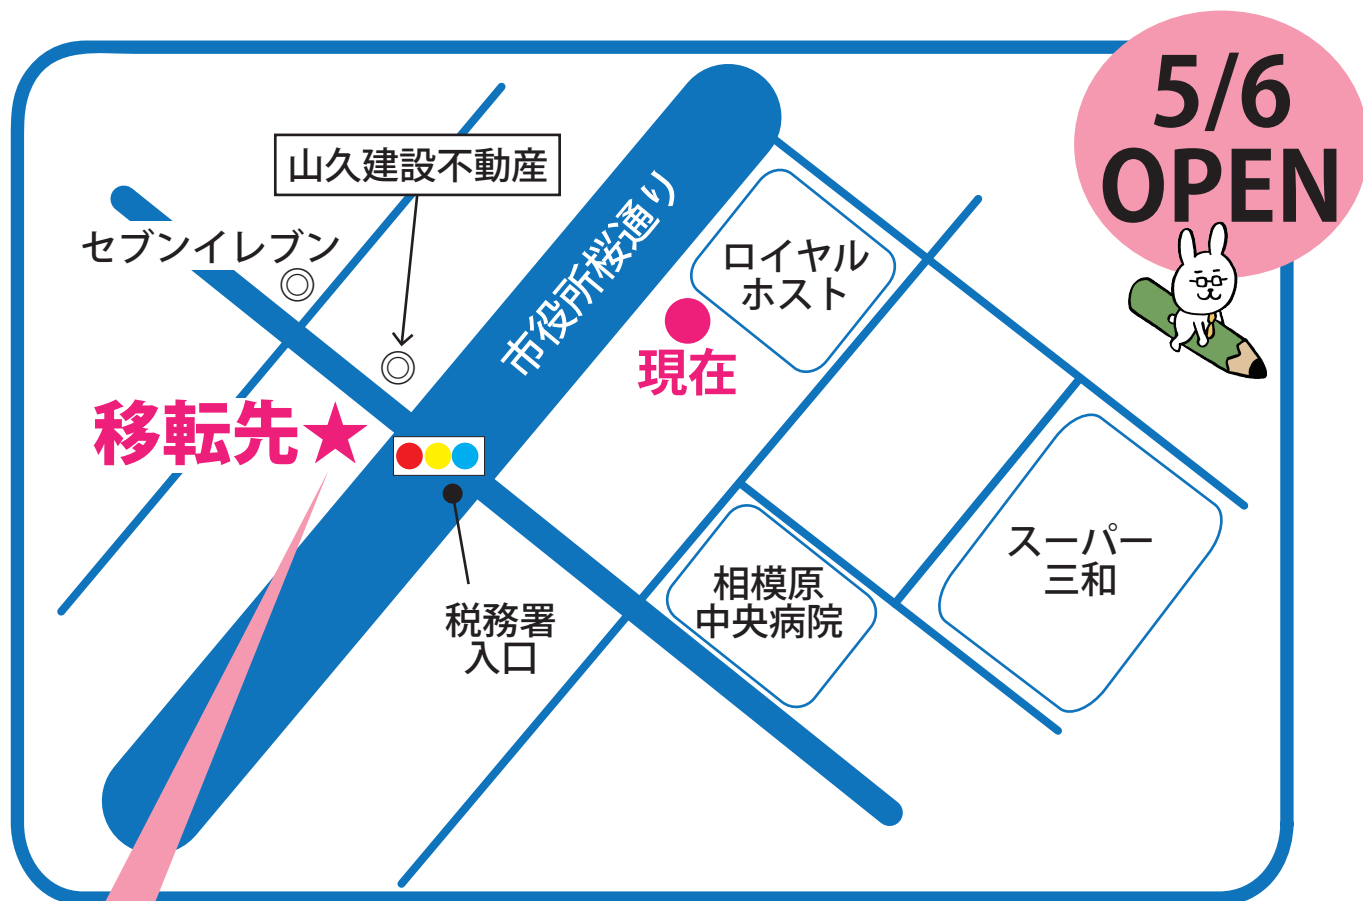 5/6
OPEN
山久建設不動産
セブンイレブン
市役所桜通り
ロイヤル
ホスト
現在
移転先★
税務署
入口
相模原
中央病院
スーパー
三和